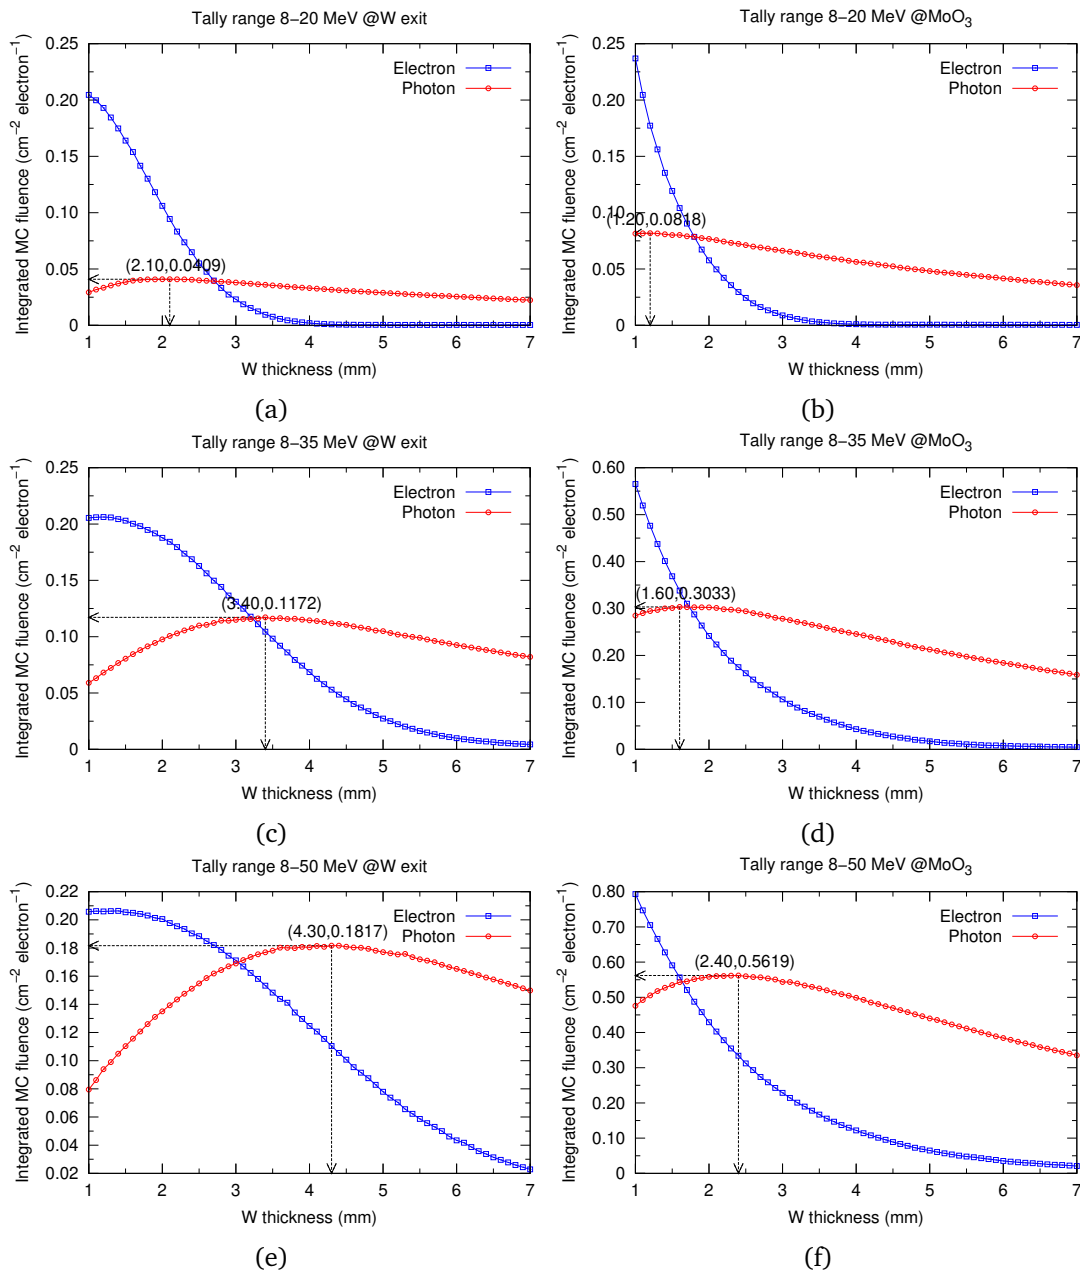 Tally range 8–20 MeV @W exit
Integrated MC fluence (cm⁻² electron⁻¹)
0.25
0.20
0.15
0.10
0.05
0
Electron
Photon
(2.10,0.0409)
1 2 3 4 5 6 7
W thickness (mm)
(a)
Tally range 8–20 MeV @MoO₃
Integrated MC fluence (cm⁻² electron⁻¹)
0.25
0.20
0.15
0.10
0.05
0
Electron
Photon
(1.20,0.0818)
1 2 3 4 5 6 7
W thickness (mm)
(b)
Tally range 8–35 MeV @W exit
Integrated MC fluence (cm⁻² electron⁻¹)
0.25
0.20
0.15
0.10
0.05
0
Electron
Photon
(3.40,0.1172)
1 2 3 4 5 6 7
W thickness (mm)
(c)
Tally range 8–35 MeV @MoO₃
Integrated MC fluence (cm⁻² electron⁻¹)
0.60
0.50
0.40
0.30
0.20
0.10
0
Electron
Photon
(1.60,0.3033)
1 2 3 4 5 6 7
W thickness (mm)
(d)
Tally range 8–50 MeV @W exit
Integrated MC fluence (cm⁻² electron⁻¹)
0.22
0.20
0.18
0.16
0.14
0.12
0.10
0.08
0.06
0.04
0.02
Electron
Photon
(4.30,0.1817)
1 2 3 4 5 6 7
W thickness (mm)
(e)
Tally range 8–50 MeV @MoO₃
Integrated MC fluence (cm⁻² electron⁻¹)
0.80
0.70
0.60
0.50
0.40
0.30
0.20
0.10
0
Electron
Photon
(2.40,0.5619)
1 2 3 4 5 6 7
W thickness (mm)
(f)